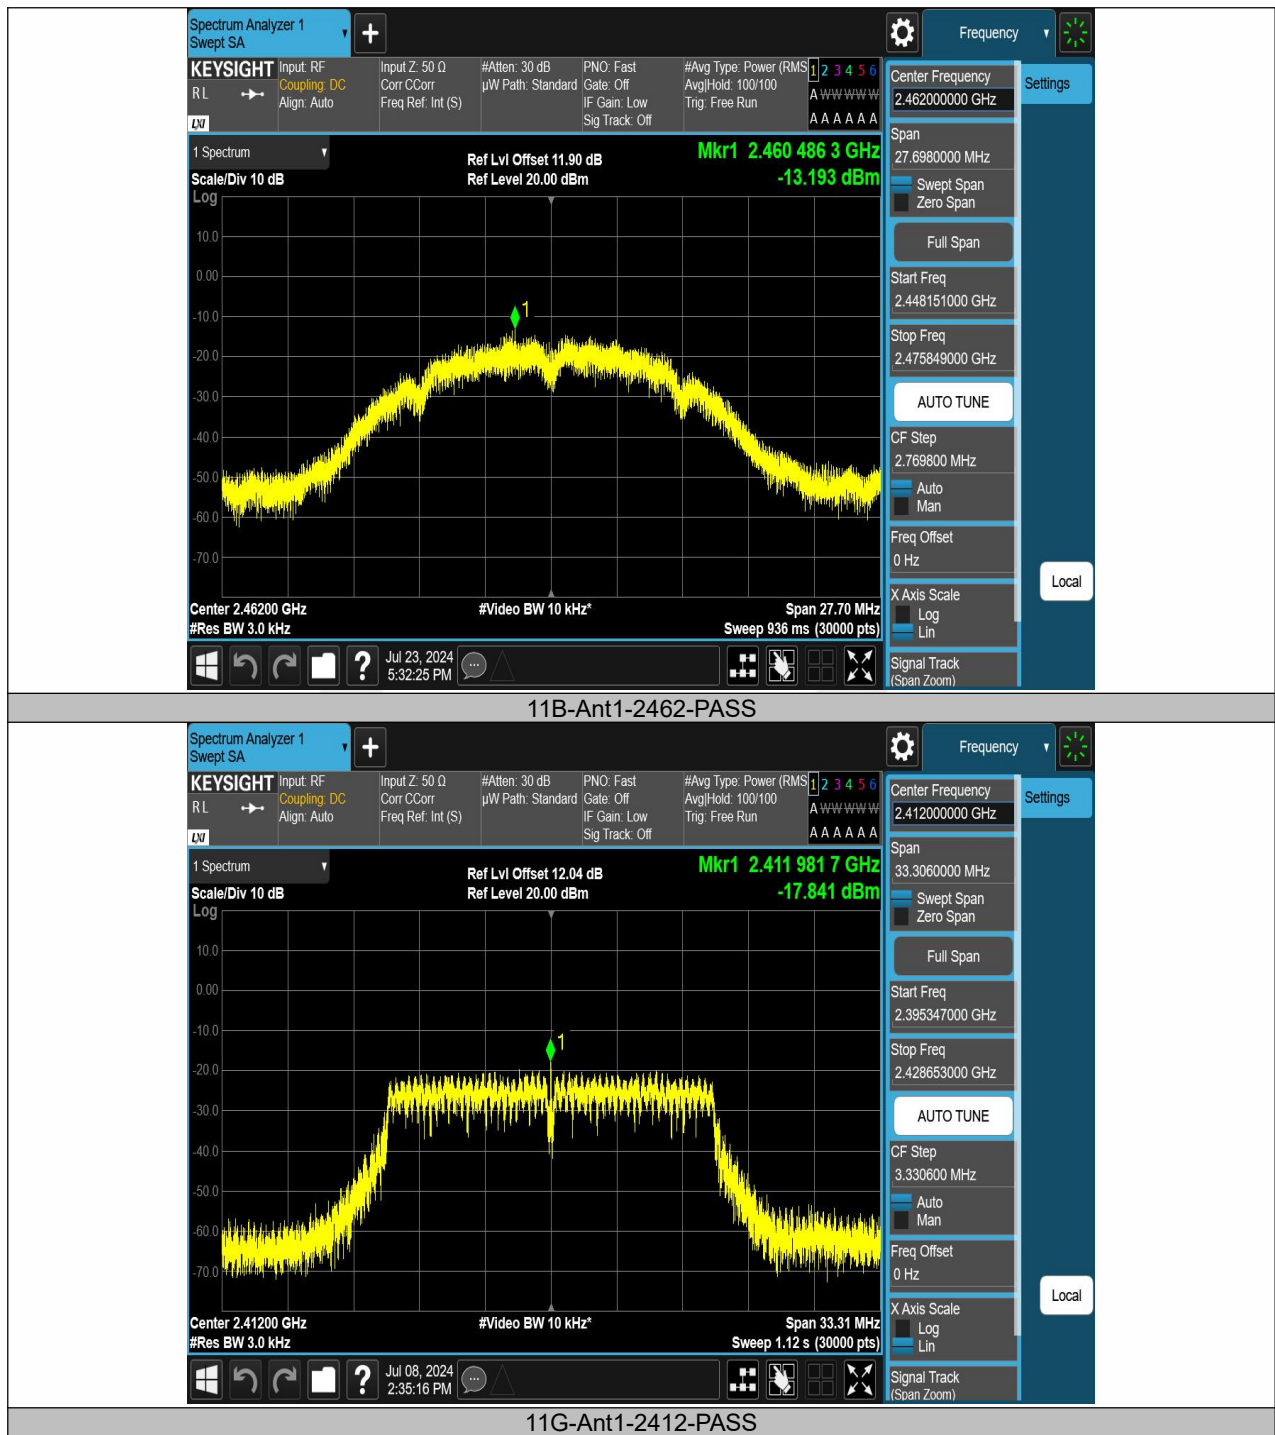 Spectrum Analyzer 1
Swept SA
Frequency
KEYSIGHT
R L
LXI
Input: RF
Coupling: DC
Align: Auto
Input Z: 50 Ω
Corr CCorr
Freq Ref: Int (S)
#Atten: 30 dB
µW Path: Standard
PNO: Fast
Gate: Off
IF Gain: Low
Sig Track: Off
#Avg Type: Power (RMS
Avg|Hold: 100/100
Trig: Free Run
1 2 3 4 5 6
A W W W W W
A A A A A A
1 Spectrum
Scale/Div 10 dB
Log
Ref Lvl Offset 11.90 dB
Ref Level 20.00 dBm
Mkr1 2.460 486 3 GHz
-13.193 dBm
10.0
0.00
-10.0
-20.0
-30.0
-40.0
-50.0
-60.0
-70.0
1
Center 2.46200 GHz
#Res BW 3.0 kHz
#Video BW 10 kHz*
Span 27.70 MHz
Sweep 936 ms (30000 pts)
Jul 23, 2024
5:32:25 PM
Center Frequency
2.462000000 GHz
Span
27.6980000 MHz
Swept Span
Zero Span
Full Span
Start Freq
2.448151000 GHz
Stop Freq
2.475849000 GHz
AUTO TUNE
CF Step
2.769800 MHz
Auto
Man
Freq Offset
0 Hz
X Axis Scale
Log
Lin
Signal Track
(Span Zoom)
Settings
Local
11B-Ant1-2462-PASS
Spectrum Analyzer 1
Swept SA
Frequency
KEYSIGHT
R L
LXI
Input: RF
Coupling: DC
Align: Auto
Input Z: 50 Ω
Corr CCorr
Freq Ref: Int (S)
#Atten: 30 dB
µW Path: Standard
PNO: Fast
Gate: Off
IF Gain: Low
Sig Track: Off
#Avg Type: Power (RMS
Avg|Hold: 100/100
Trig: Free Run
1 2 3 4 5 6
A W W W W W
A A A A A A
1 Spectrum
Scale/Div 10 dB
Log
Ref Lvl Offset 12.04 dB
Ref Level 20.00 dBm
Mkr1 2.411 981 7 GHz
-17.841 dBm
10.0
0.00
-10.0
-20.0
-30.0
-40.0
-50.0
-60.0
-70.0
1
Center 2.41200 GHz
#Res BW 3.0 kHz
#Video BW 10 kHz*
Span 33.31 MHz
Sweep 1.12 s (30000 pts)
Jul 08, 2024
2:35:16 PM
Center Frequency
2.412000000 GHz
Span
33.3060000 MHz
Swept Span
Zero Span
Full Span
Start Freq
2.395347000 GHz
Stop Freq
2.428653000 GHz
AUTO TUNE
CF Step
3.330600 MHz
Auto
Man
Freq Offset
0 Hz
X Axis Scale
Log
Lin
Signal Track
(Span Zoom)
Settings
Local
11G-Ant1-2412-PASS